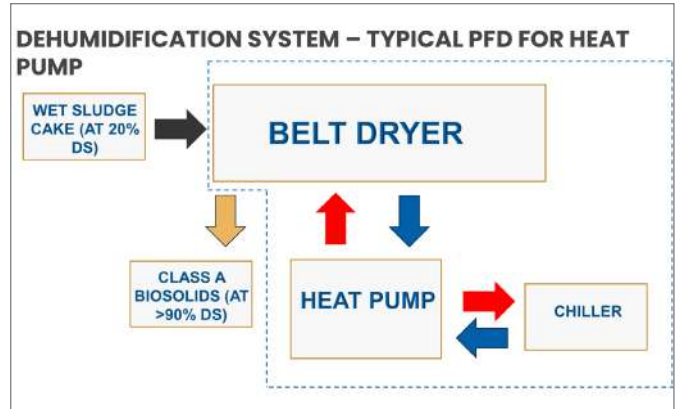 DEHUMIDIFICATION SYSTEM – TYPICAL PFD FOR HEAT
PUMP
WET SLUDGE
CAKE (AT 20%
DS)
BELT DRYER
CLASS A
BIOSOLIDS (AT
>90% DS)
HEAT PUMP
CHILLER